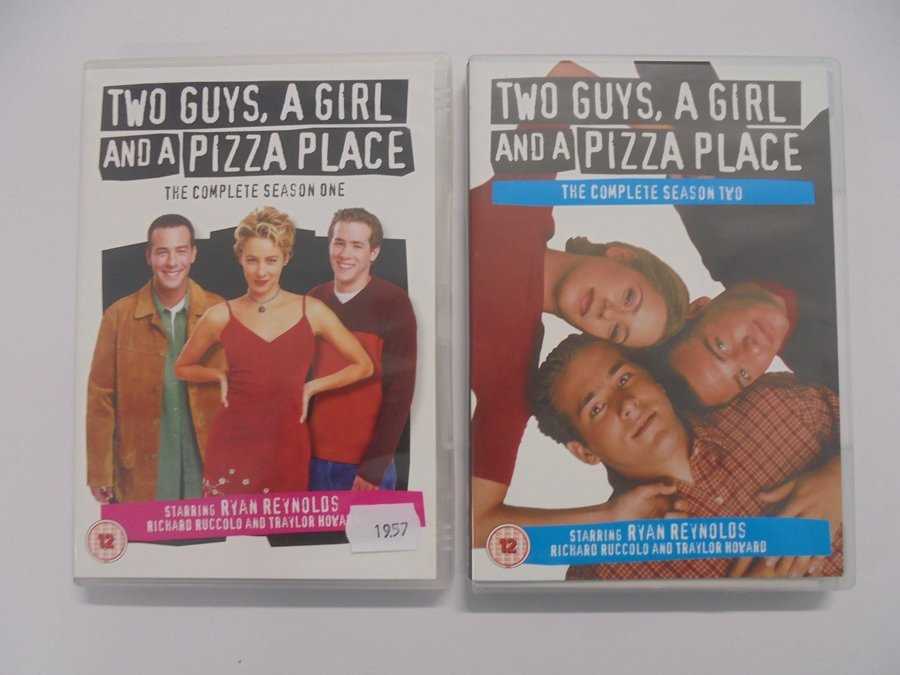 TWO GUYS, A GIRL
AND A PIZZA PLACE
THE COMPLETE SEASON ONE
STARRING RYAN REYNOLDS
RICHARD RUCCOLO AND TRAYLOR HOWA
12
1957
TWO GUYS, A GIRL
AND A PIZZA PLACE
THE COMPLETE SEASON TWO
STARRING RYAN REYNOLDS
RICHARD RUCCOLO AND TRAYLOR HOWARD
12